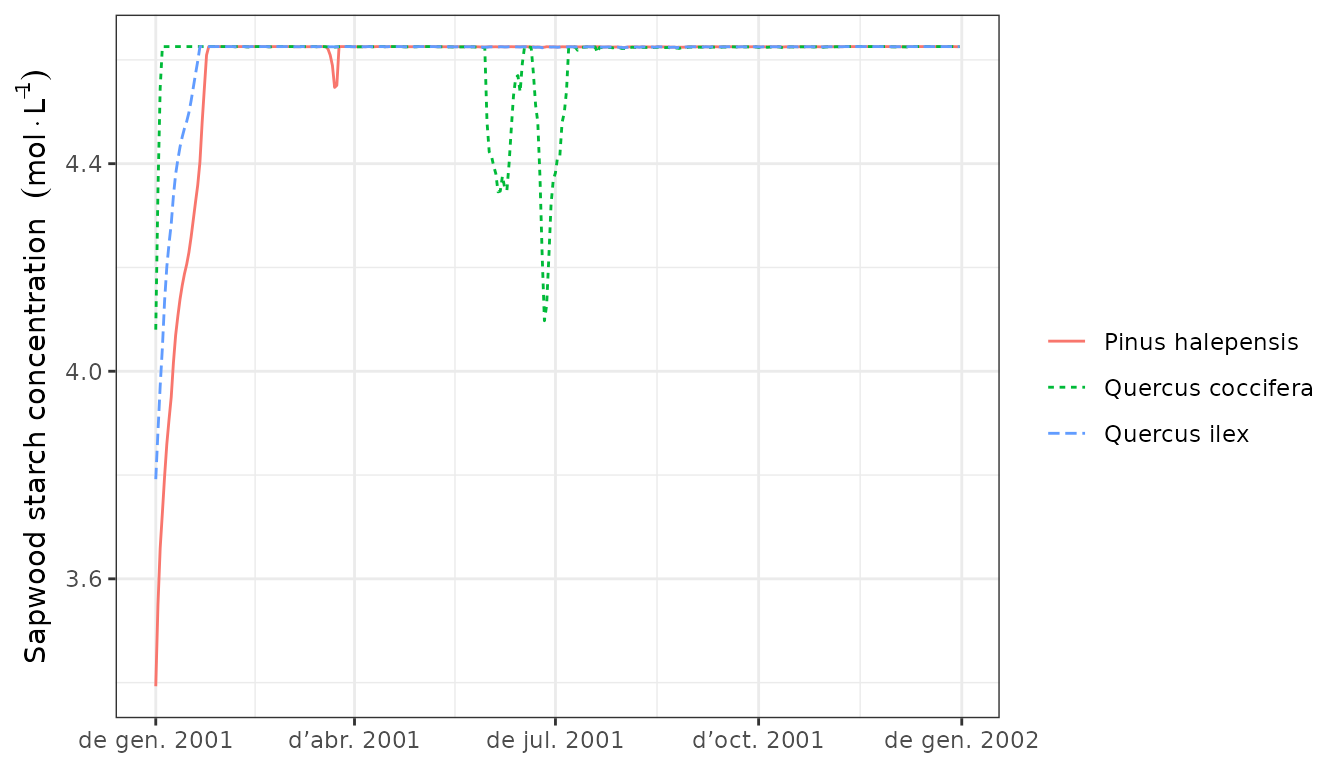 Sapwood starch concentration (mol·L⁻¹)
4.4
4.0
3.6
de gen. 2001
d’abr. 2001
de jul. 2001
d’oct. 2001
de gen. 2002
Pinus halepensis
Quercus coccifera
Quercus ilex